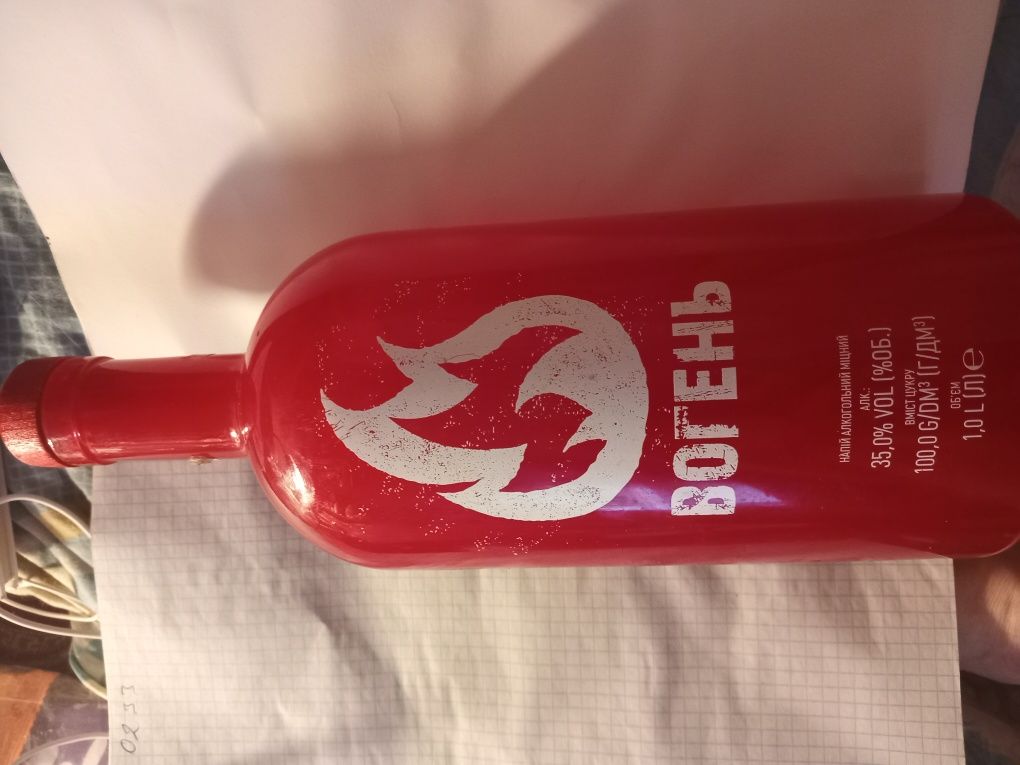 ВОГЕНЬ
НАПІЙ АЛКОГОЛЬНИЙ МІЦНИЙ
АЛК.:
35,0% VOL (%ОБ.)
ВМІСТ ЦУКРУ
100,0 G/DM³ (Г/ДМ³)
ОБ'ЄМ
1,0 L (Л) ℮
0233